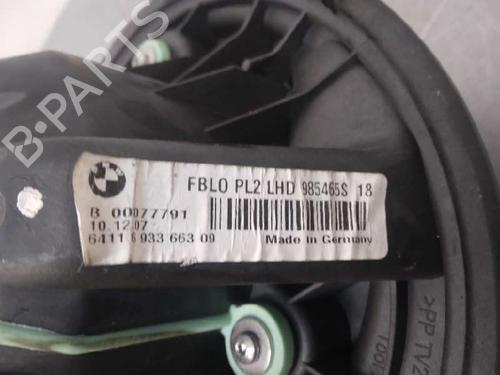 B-PARTS
BMW
FBLO PL2 LHD 985465S 18
B 00077791
10.12.07
6411 6 933 663 09
Made in Germany
>PP TV2